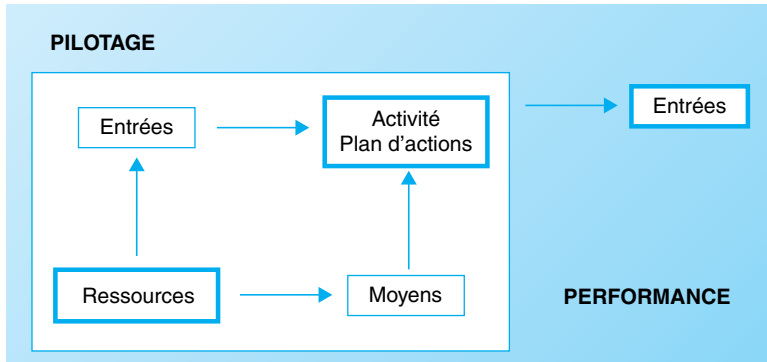 PILOTAGE
Entrées
Activité
Plan d'actions
Entrées
Ressources
Moyens
PERFORMANCE